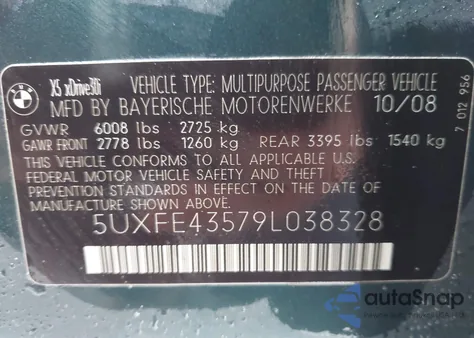 BMW
X5 xDrive30i
VEHICLE TYPE: MULTIPURPOSE PASSENGER VEHICLE
MFD BY BAYERISCHE MOTORENWERKE 10/08
GVWR 6008 lbs 2725 kg
GAWR FRONT 2778 lbs 1260 kg REAR 3395 lbs 1540 kg
THIS VEHICLE CONFORMS TO ALL APPLICABLE U.S.
FEDERAL MOTOR VEHICLE SAFETY AND THEFT
PREVENTION STANDARDS IN EFFECT ON THE DATE
OF MANUFACTURE SHOWN ABOVE.
5UXFE43579L038328
7 012 956
autoSnap